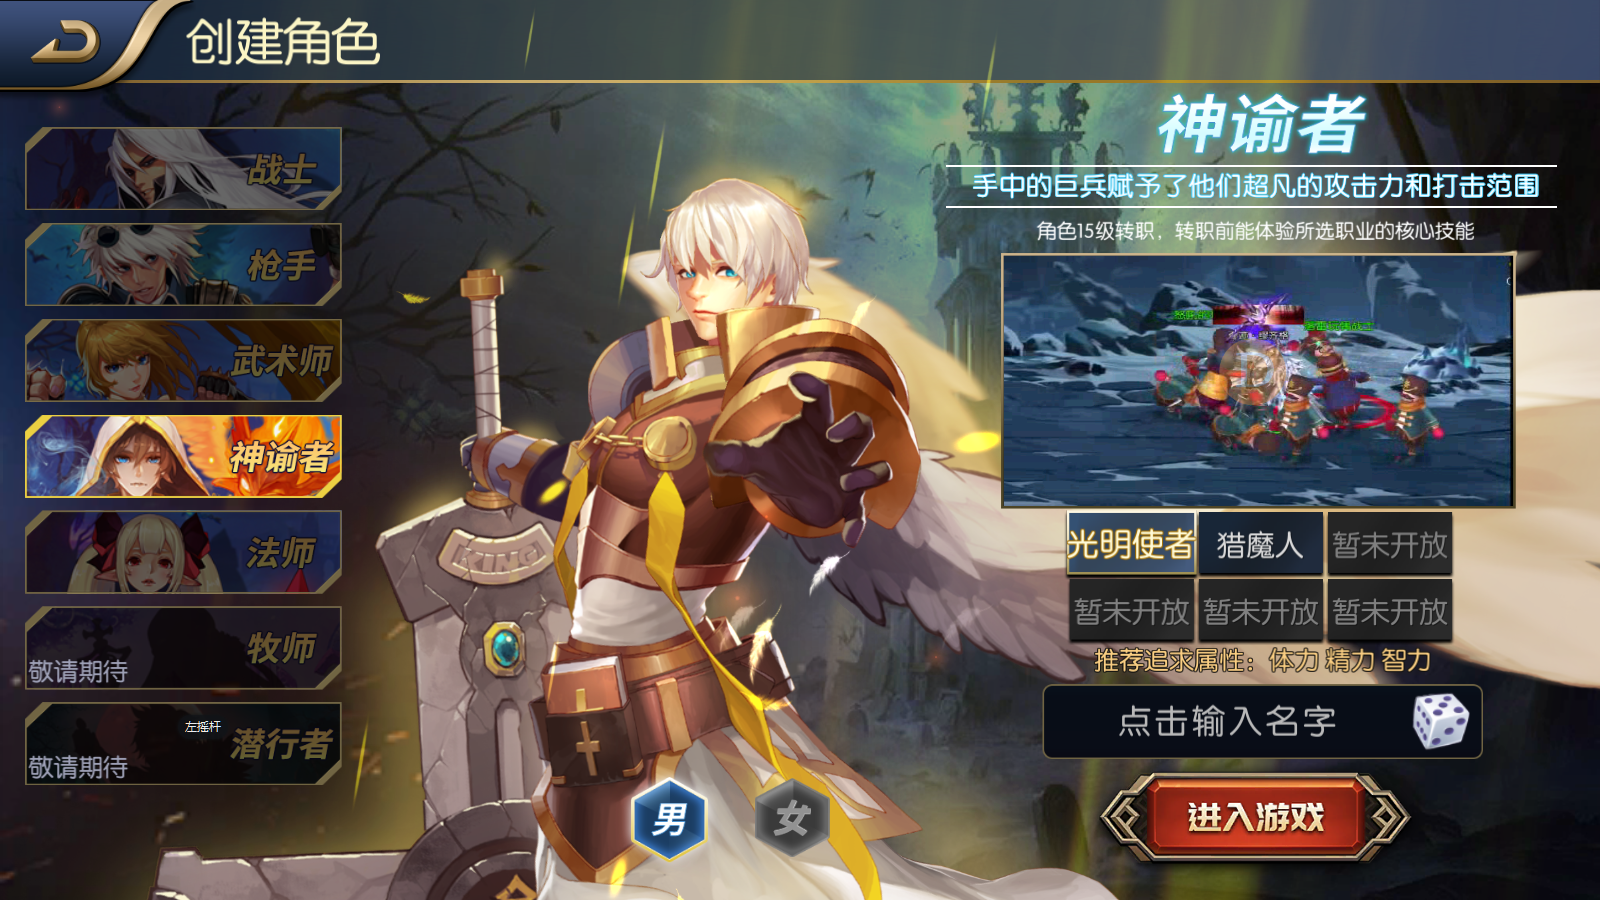 创建角色
战士
枪手
武术师
神谕者
法师
牧师
敬请期待
左摇杆
潜行者
敬请期待
KING
男
女
神谕者
手中的巨兵赋予了他们超凡的攻击力和打击范围
角色15级转职，转职前能体验所选职业的核心技能
光明使者 猎魔人 暂未开放
暂未开放 暂未开放 暂未开放
推荐追求属性：体力 精力 智力
点击输入名字
进入游戏